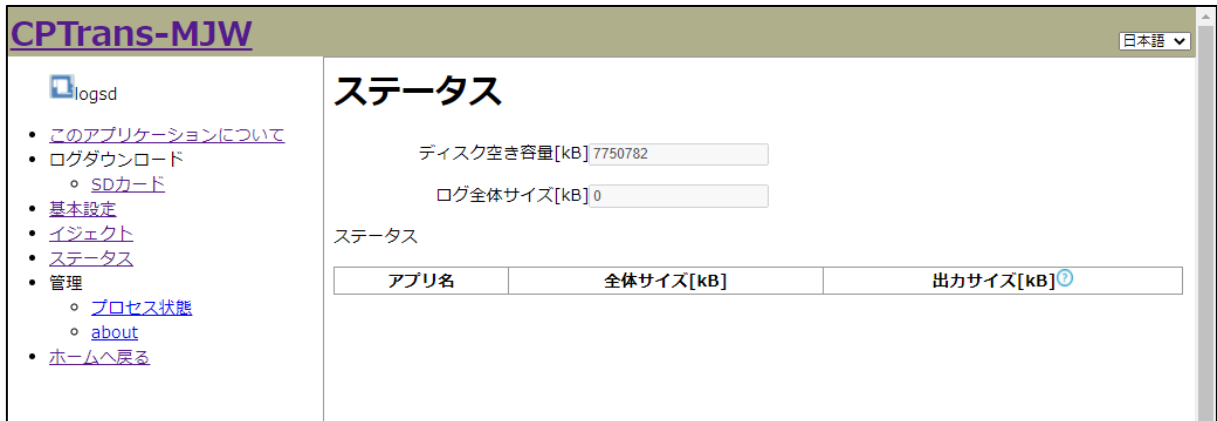 CPTrans-MJW
日本語
logsd
このアプリケーションについて
ログダウンロード
SDカード
基本設定
イジェクト
ステータス
管理
プロセス状態
about
ホームへ戻る
ステータス
ディスク空き容量[kB] 7750782
ログ全体サイズ[kB] 0
ステータス
アプリ名 全体サイズ[kB] 出力サイズ[kB] ?